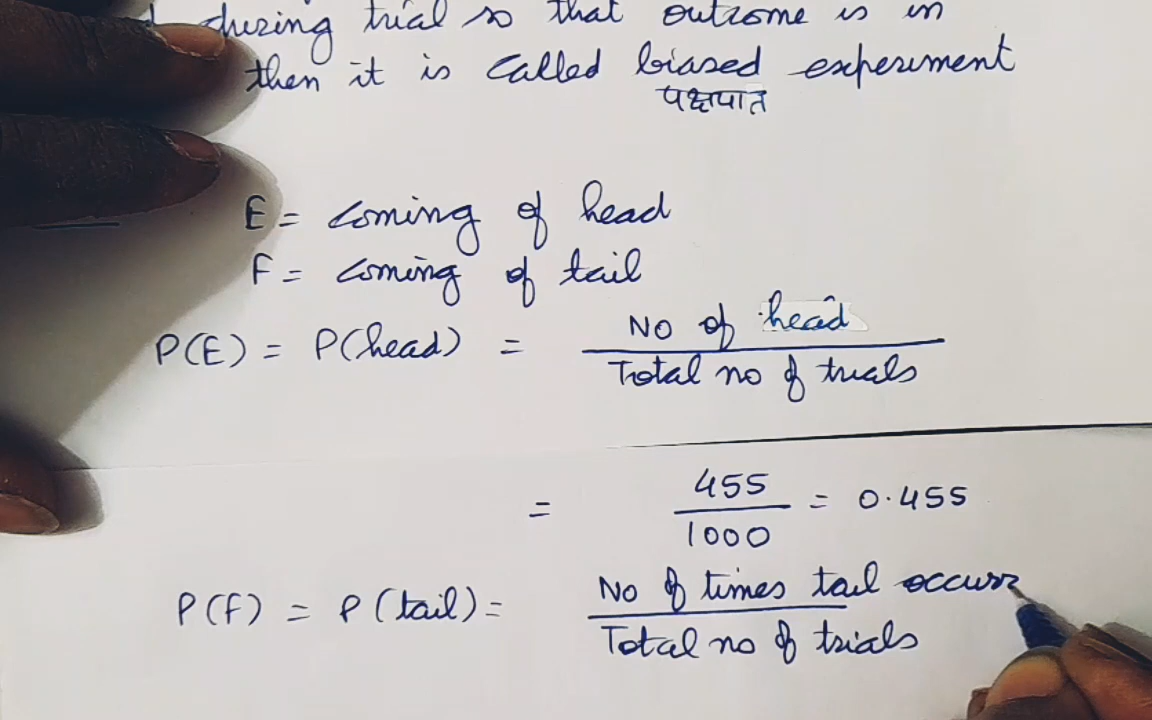 during trial so that outcome is in
then it is called biased experiment
पक्षपात
E = coming of head
F = coming of tail
P(E) = P(head) = No of head / Total no of trials
= 455 / 1000 = 0.455
P(F) = P(tail) = No of times tail occurs / Total no of trials